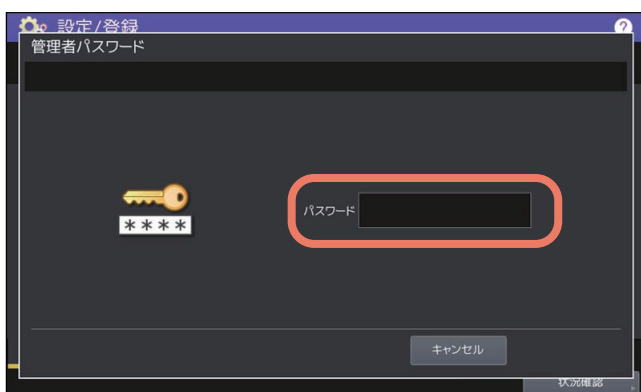 設定/登録
?
管理者パスワード
パスワード
****
キャンセル
状況確認